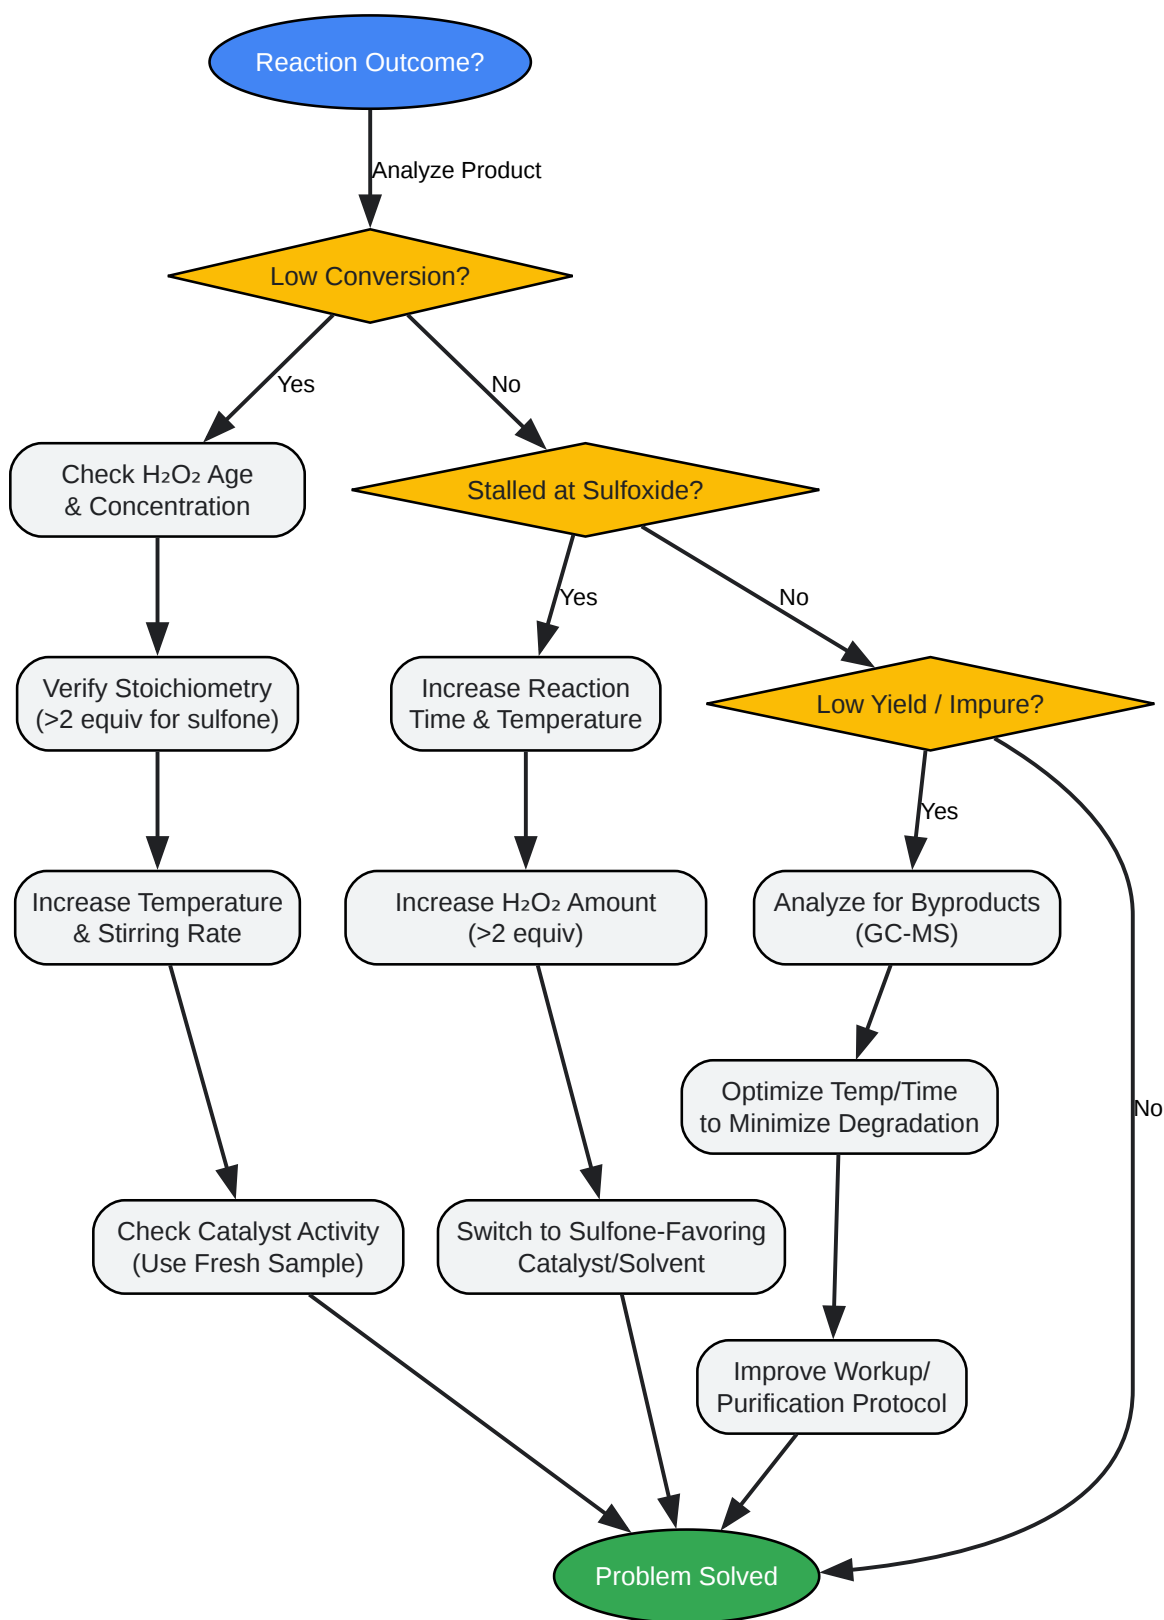 Reaction Outcome?
Analyze Product
Low Conversion?
Yes
No
Check H₂O₂ Age
& Concentration
Stalled at Sulfoxide?
Yes
No
Verify Stoichiometry
(>2 equiv for sulfone)
Increase Reaction
Time & Temperature
Low Yield / Impure?
Yes
Increase Temperature
& Stirring Rate
Increase H₂O₂ Amount
(>2 equiv)
Analyze for Byproducts
(GC-MS)
Optimize Temp/Time
to Minimize Degradation
No
Check Catalyst Activity
(Use Fresh Sample)
Switch to Sulfone-Favoring
Catalyst/Solvent
Improve Workup/
Purification Protocol
Problem Solved